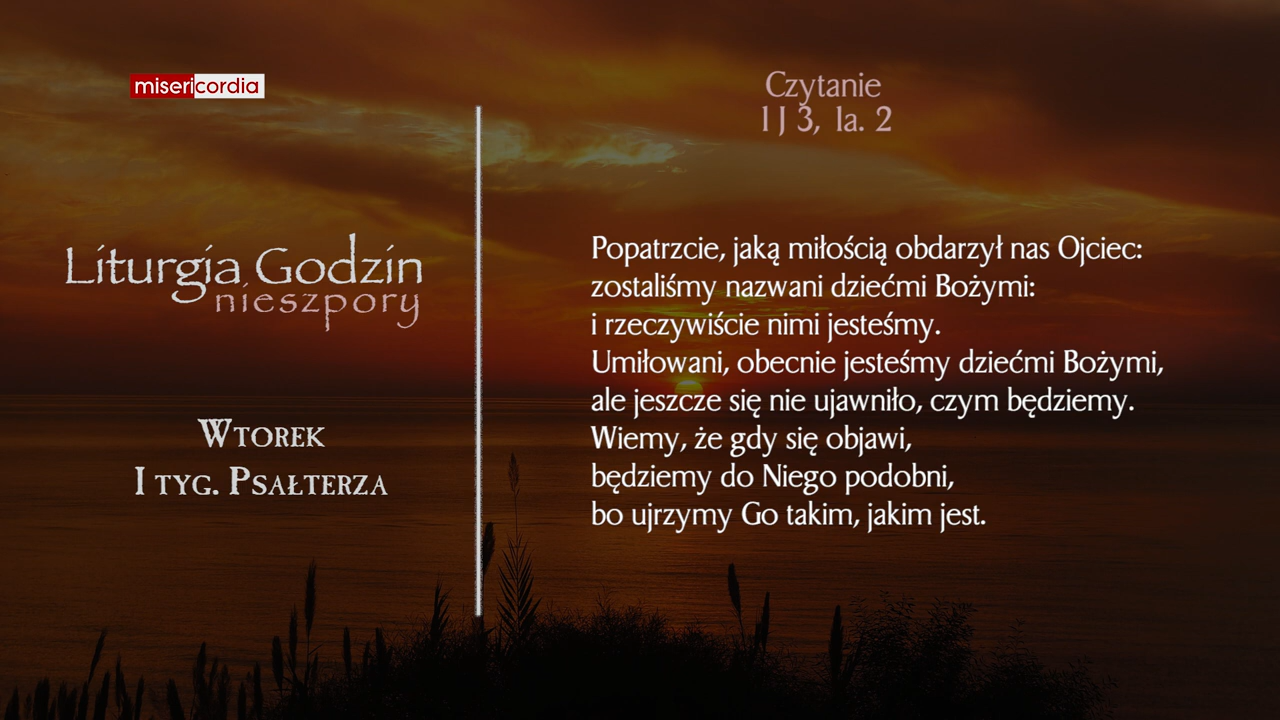 misericordia
Liturgia Godzin
nieszpory
Wtorek
I tyg. Psałterza
Czytanie
1 J 3, 1a. 2
Popatrzcie, jaką miłością obdarzył nas Ojciec:
zostaliśmy nazwani dziećmi Bożymi:
i rzeczywiście nimi jesteśmy.
Umiłowani, obecnie jesteśmy dziećmi Bożymi,
ale jeszcze się nie ujawniło, czym będziemy.
Wiemy, że gdy się objawi,
będziemy do Niego podobni,
bo ujrzymy Go takim, jakim jest.